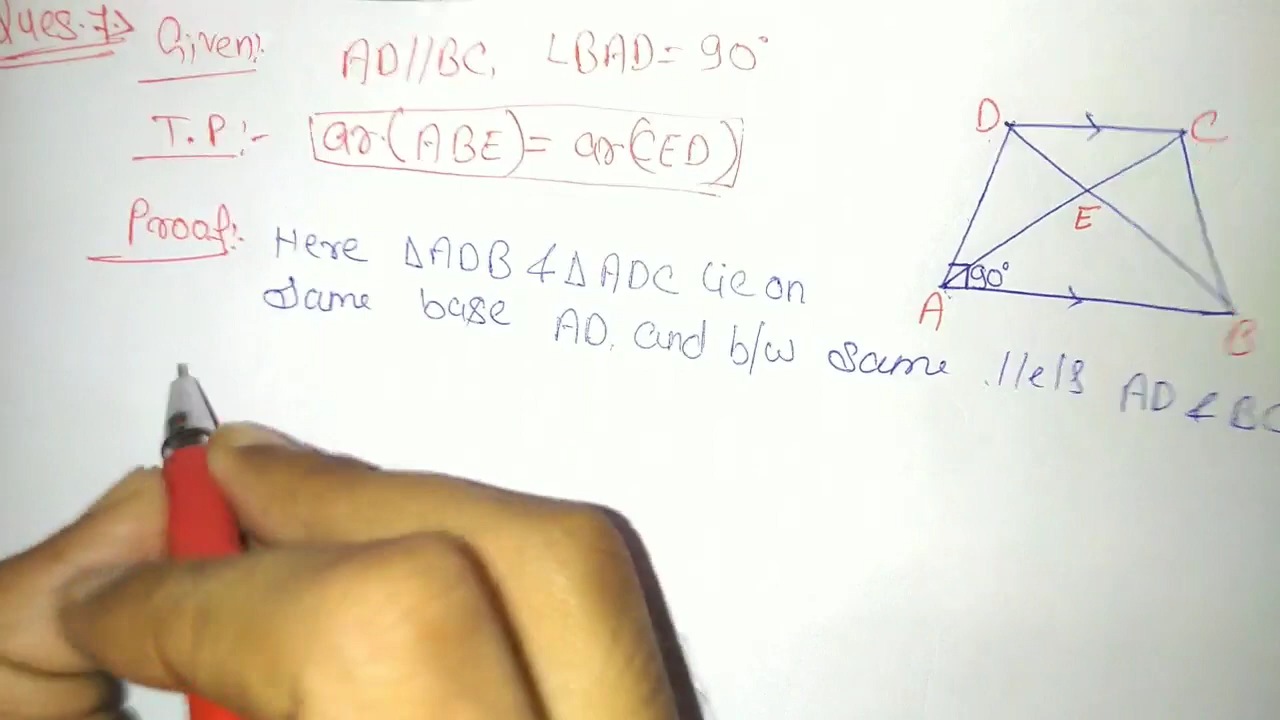 Ques.7.>
Given:
AD//BC, ∠BAD = 90°
T.P:-
ar(ABE) = ar(CED)
Proof:
Here ΔADB & ΔADC lie on
Same base AD, and b/w same //els AD & BC
D
C
E
90°
A
B